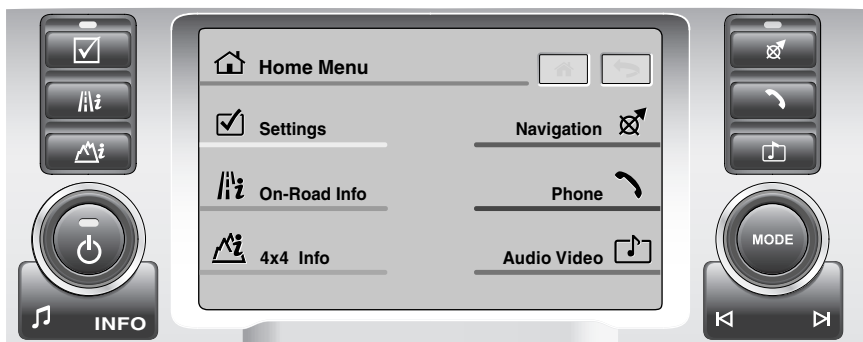 Home Menu
Settings
Navigation
On-Road Info
Phone
4x4 Info
Audio Video
MODE
INFO